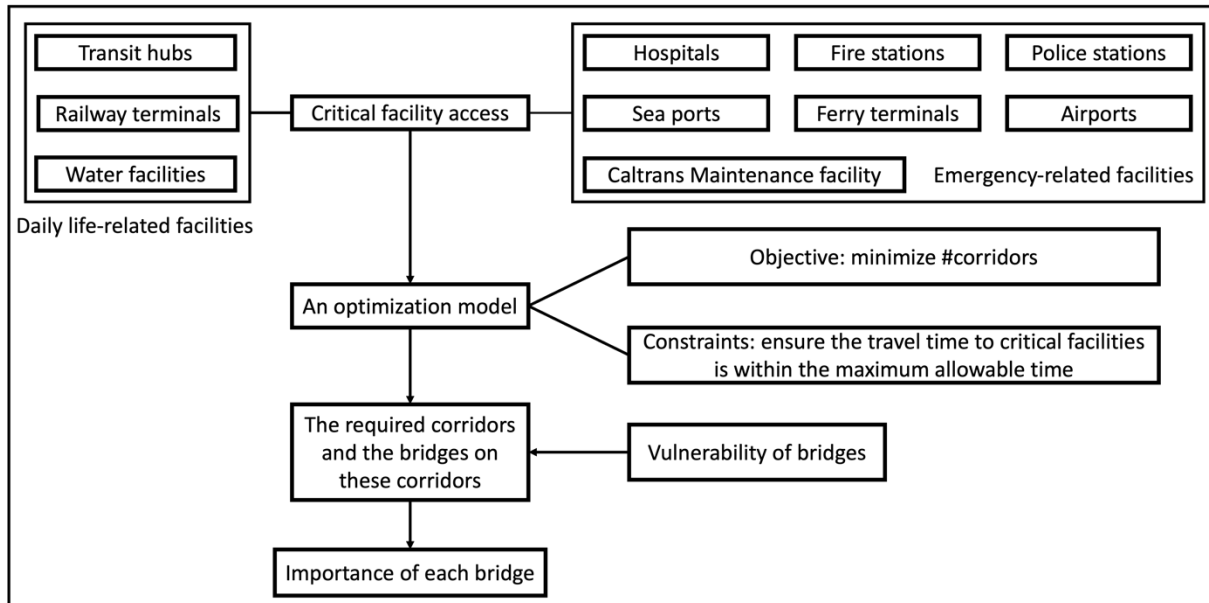 Transit hubs
Railway terminals
Water facilities
Daily life-related facilities
Critical facility access
Hospitals
Fire stations
Police stations
Sea ports
Ferry terminals
Airports
Caltrans Maintenance facility
Emergency-related facilities
An optimization model
Objective: minimize #corridors
Constraints: ensure the travel time to critical facilities
is within the maximum allowable time
The required corridors
and the bridges on
these corridors
Vulnerability of bridges
Importance of each bridge